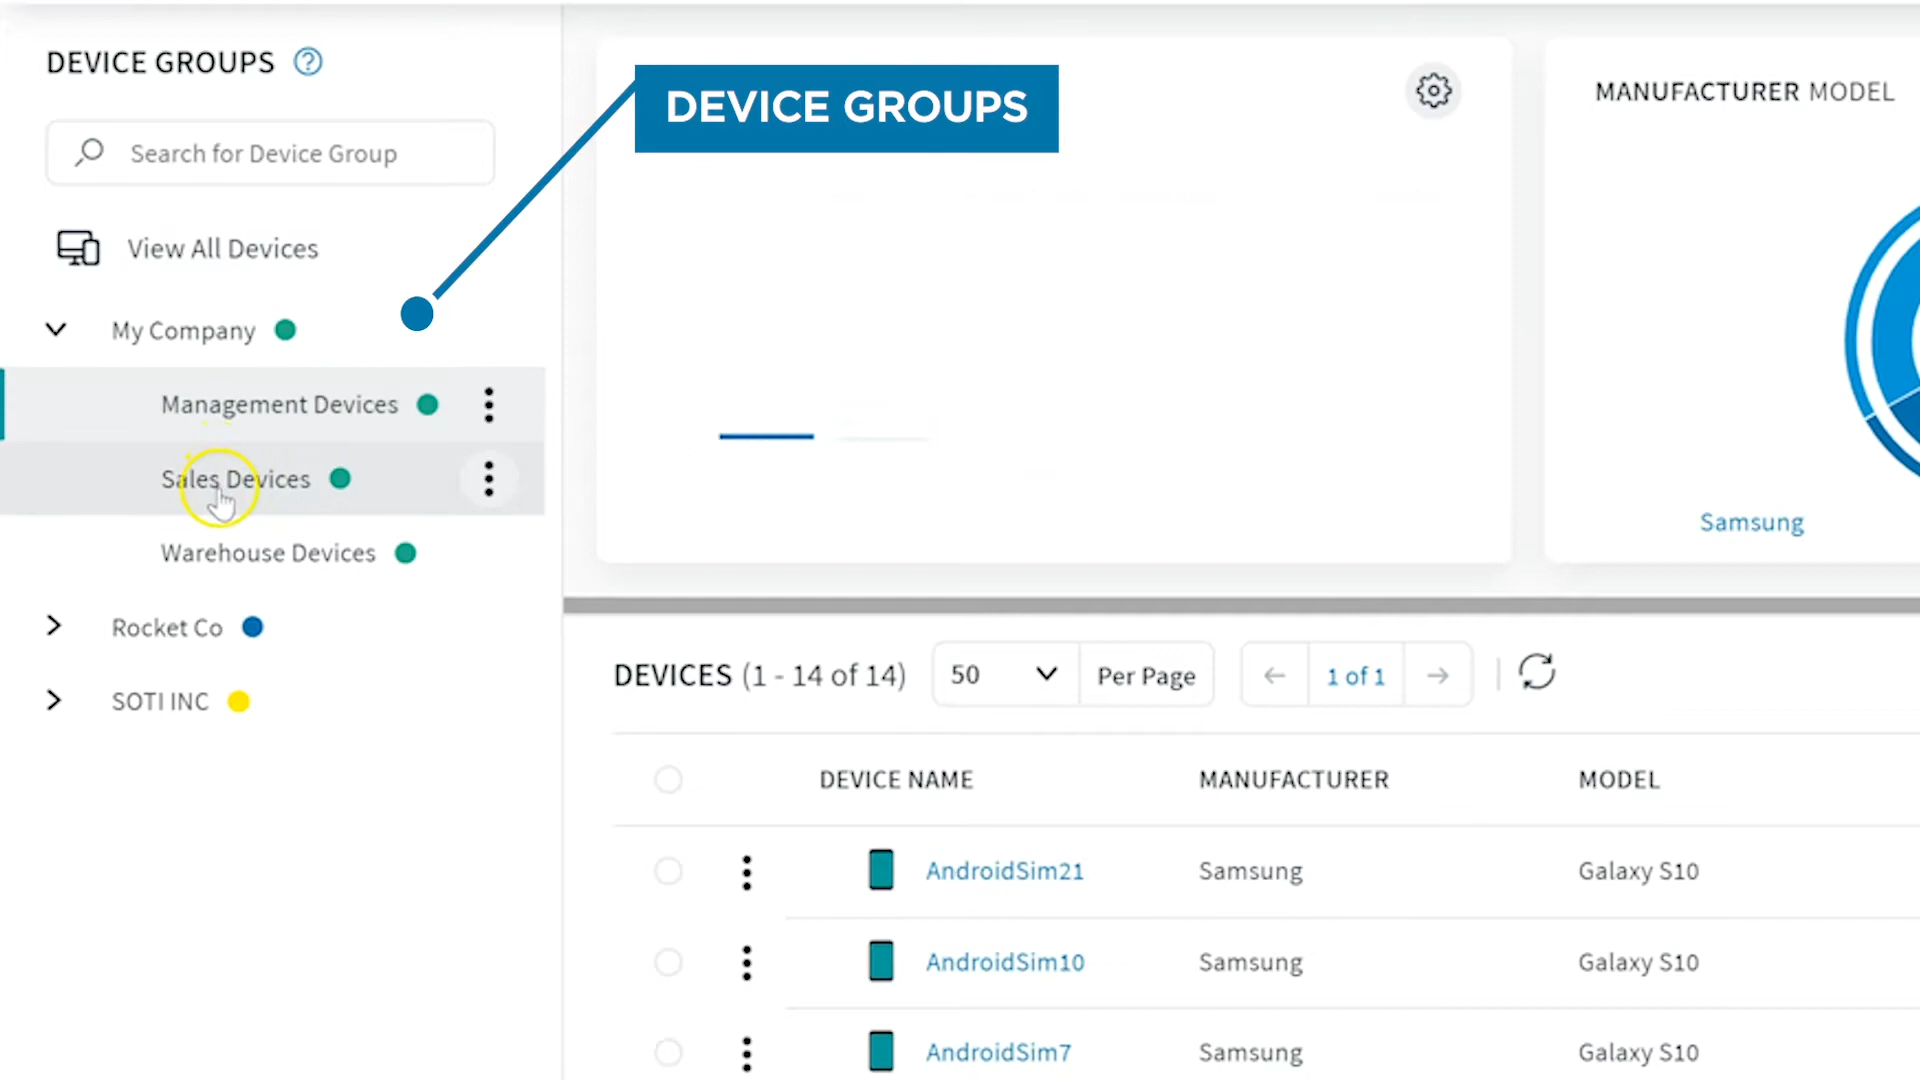 DEVICE GROUPS
Search for Device Group
View All Devices
My Company
Management Devices
Sales Devices
Warehouse Devices
Rocket Co
SOTI INC
DEVICE GROUPS
MANUFACTURER MODEL
Samsung
DEVICES (1 - 14 of 14) 50 Per Page 1 of 1
DEVICE NAME MANUFACTURER MODEL
AndroidSim21 Samsung Galaxy S10
AndroidSim10 Samsung Galaxy S10
AndroidSim7 Samsung Galaxy S10